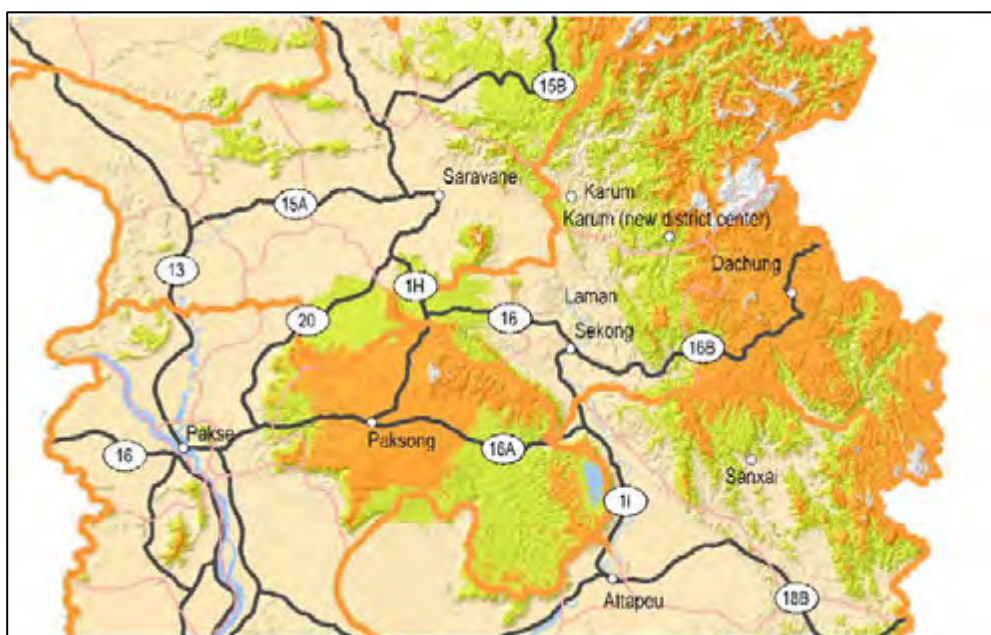 15B
Saravane
Karum
15A
Karum (new district center)
13
1H
Dachung
Laman
20
16
Sekong
16B
Pakse
Paksong
16
16A
Sanxai
1I
Attapeu
18B